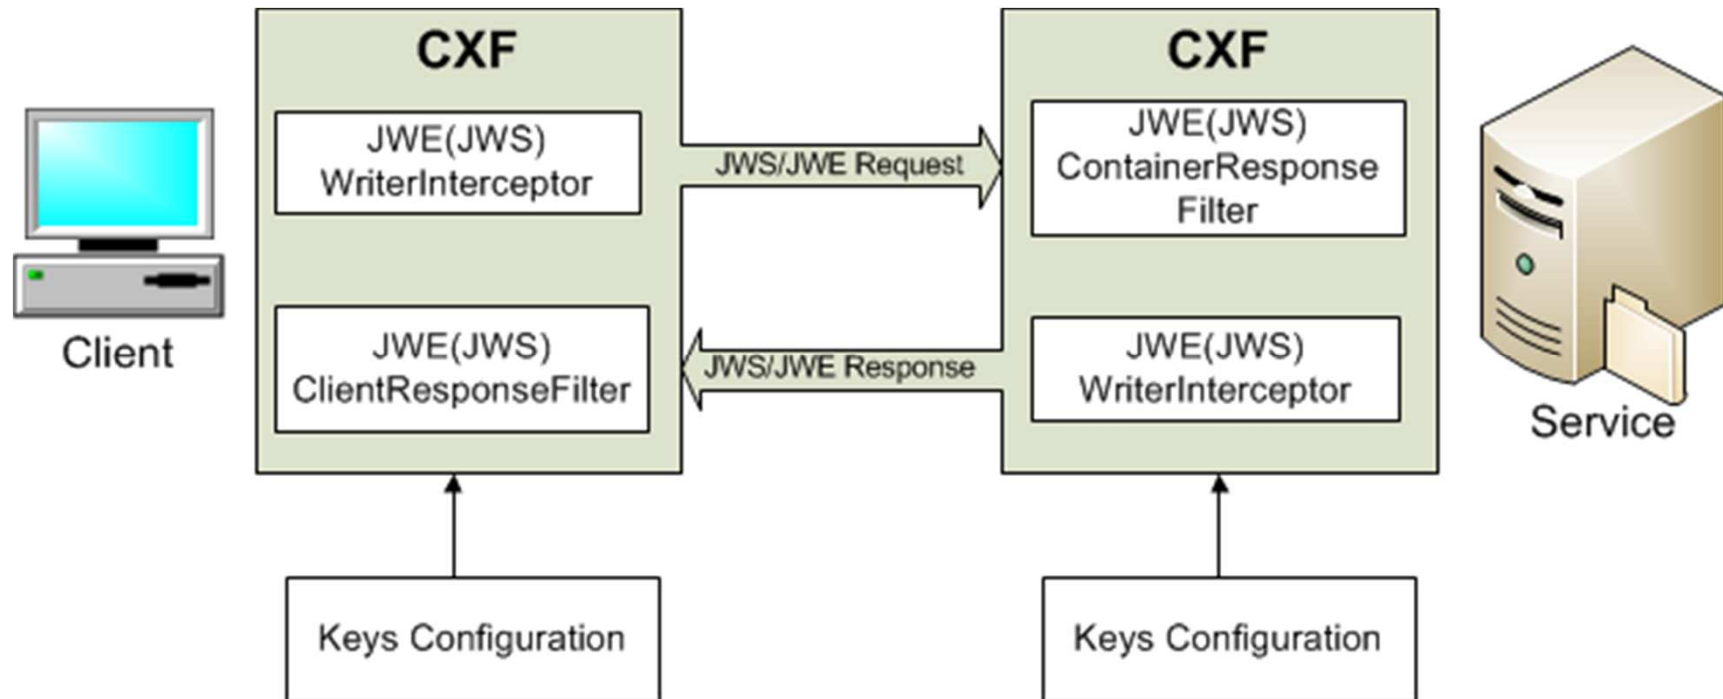 CXF
JWE(JWS)
WriterInterceptor
JWE(JWS)
ClientResponseFilter
Client
JWS/JWE Request
JWS/JWE Response
CXF
JWE(JWS)
ContainerResponse
Filter
JWE(JWS)
WriterInterceptor
Service
Keys Configuration
Keys Configuration